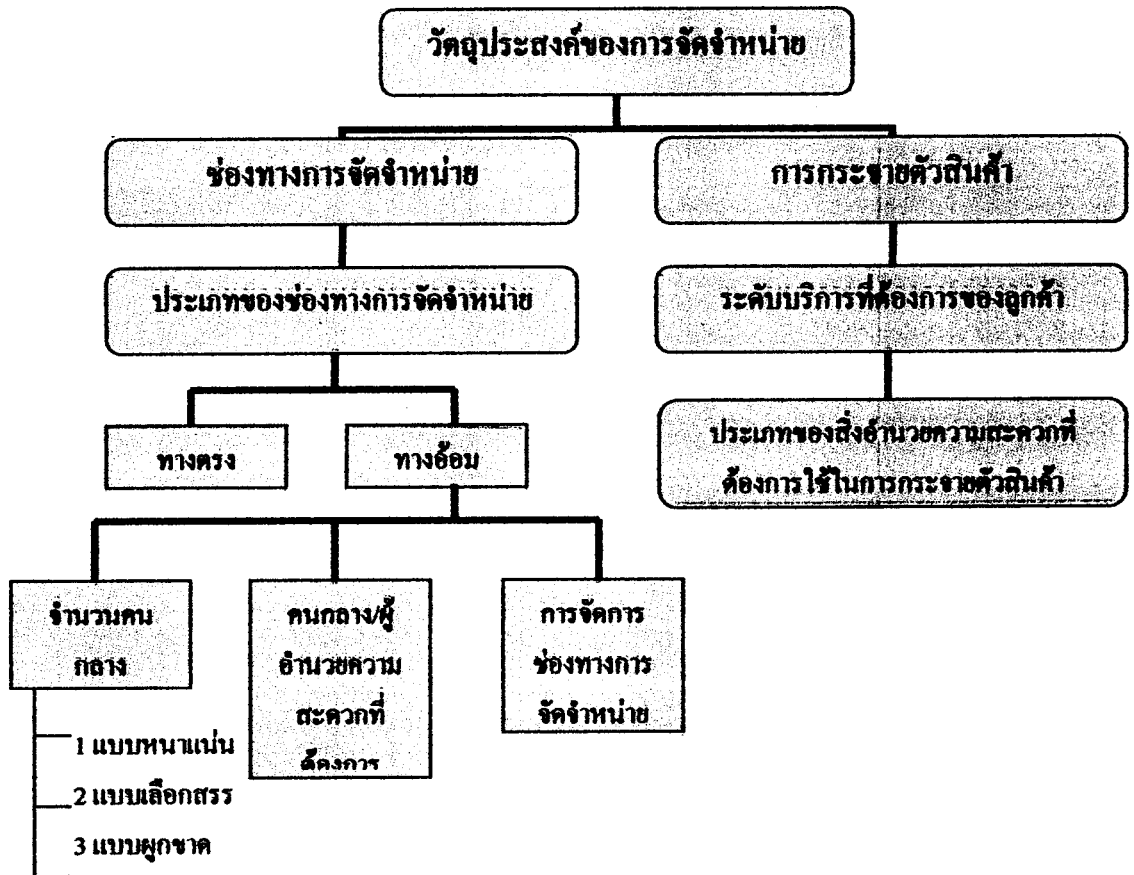 วัตถุประสงค์ของการจัดจำหน่าย
ช่องทางการจัดจำหน่าย
การกระจายตัวสินค้า
ประเภทของช่องทางการจัดจำหน่าย
ระดับบริการที่ต้องการของลูกค้า
ทางตรง
ทางอ้อม
ประเภทของสิ่งอำนวยความสะดวกที่
ต้องการใช้ในการกระจายตัวสินค้า
จำนวนคน
กลาง
คนกลาง/ผู้
อำนวยความ
สะดวกที่
ต้องการ
การจัดการ
ช่องทางการ
จัดจำหน่าย
1 แบบหนาแน่น
2 แบบเลือกสรร
3 แบบผูกขาด